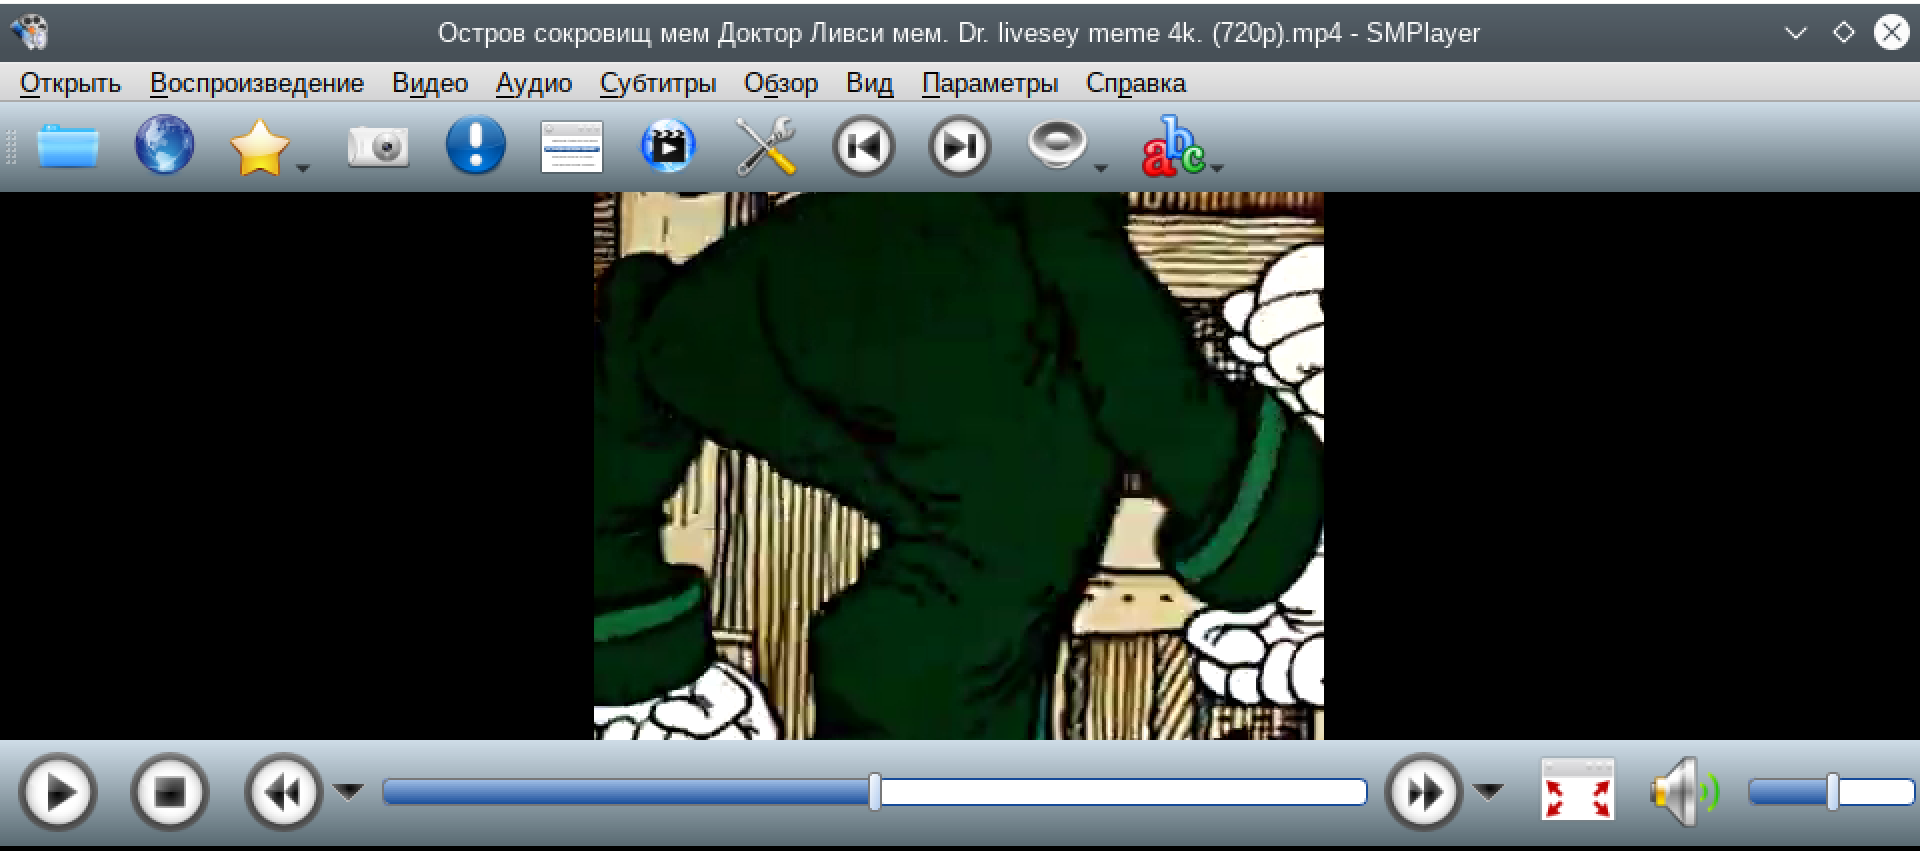 Остров сокровищ мем Доктор Ливси мем. Dr. livesey meme 4k. (720p).mp4 - SMPlayer
Открыть Воспроизведение Видео Аудио Субтитры Обзор Вид Параметры Справка
abc